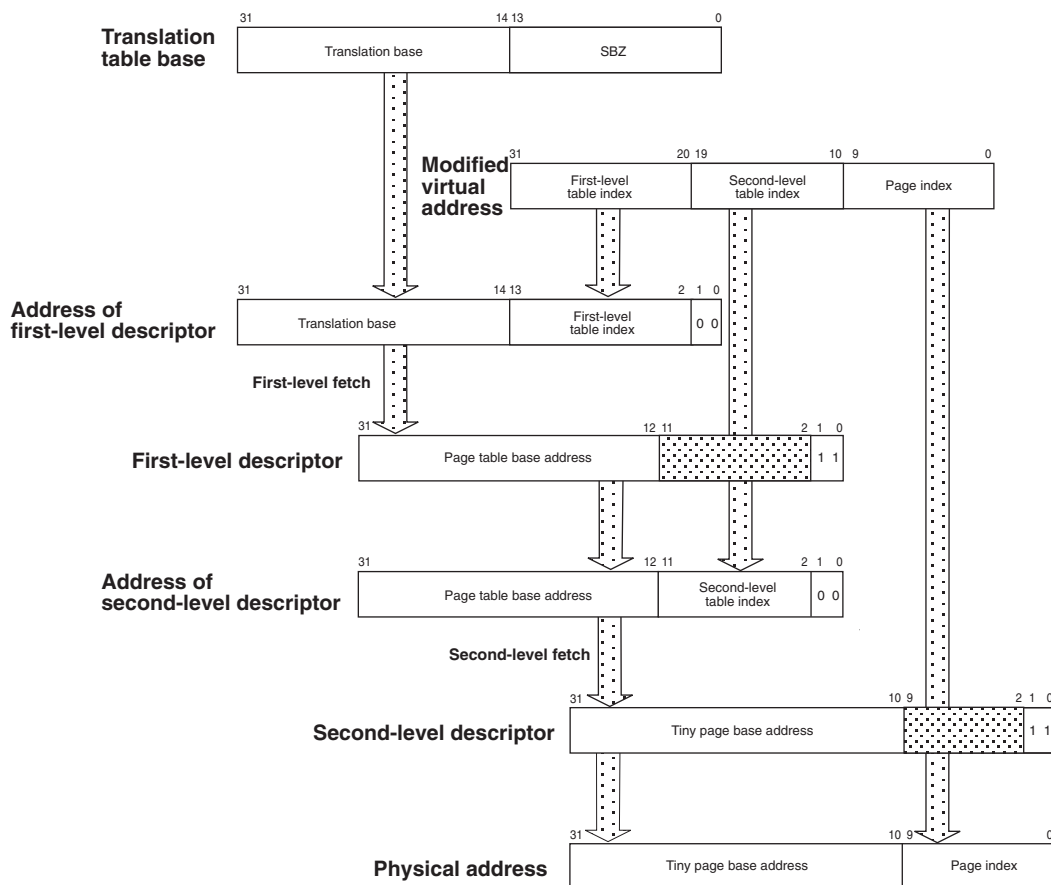 31 14 13 0
Translation
table base
Translation base
SBZ
31 20 19 10 9 0
Modified
virtual
address
First-level
table index
Second-level
table index
Page index
31 14 13 2 1 0
Address of
first-level descriptor
Translation base
First-level
table index
0 0
First-level fetch
31 12 11 2 1 0
First-level descriptor
Page table base address
1 1
31 12 11 2 1 0
Address of
second-level descriptor
Page table base address
Second-level
table index
0 0
Second-level fetch
31 10 9 2 1 0
Second-level descriptor
Tiny page base address
1 1
31 10 9 0
Physical address
Tiny page base address
Page index